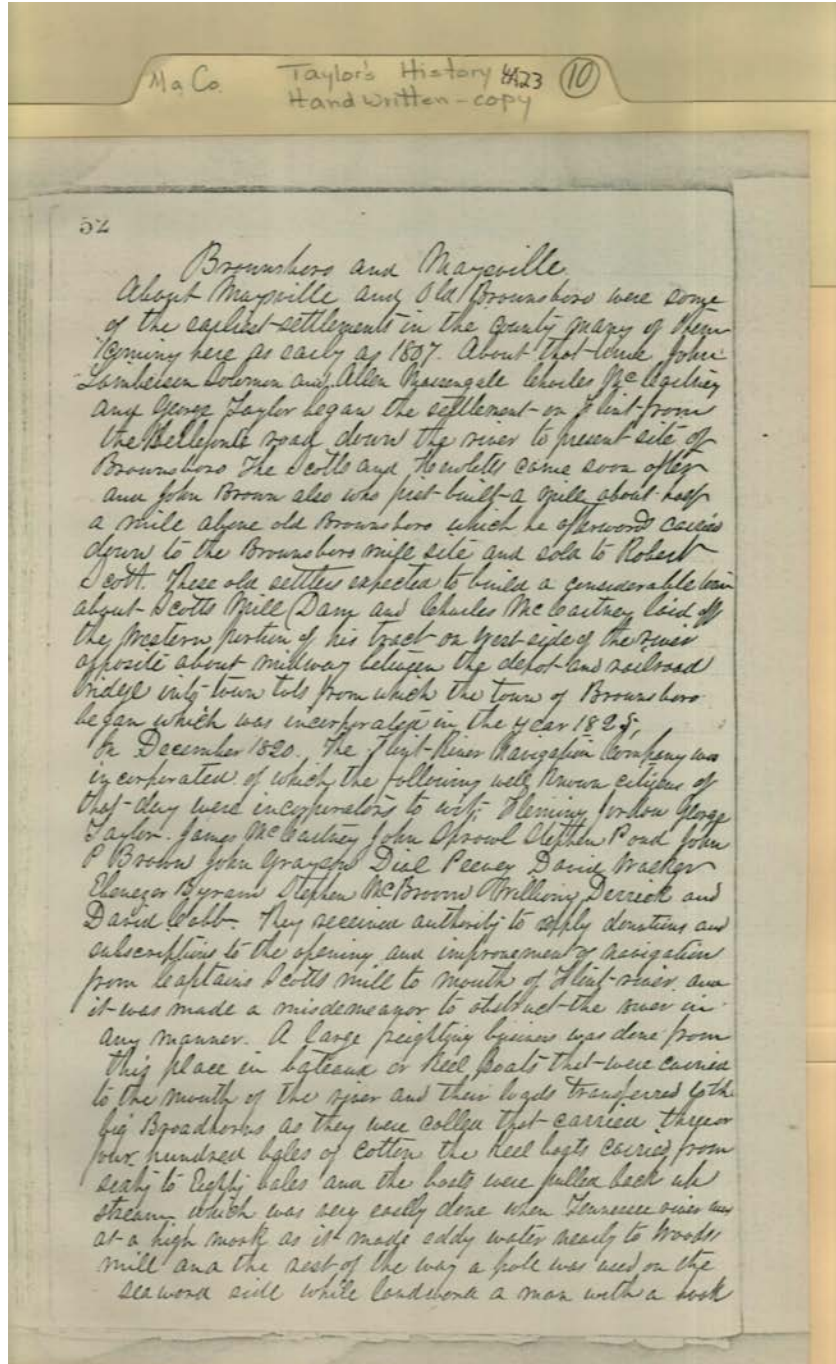 Ma Co. Taylor's History 4A23 10
Handwritten-copy
52
Brownsboro and Maysville
About Maysville and Old Brownsboro were some
of the earliest settlements in the county many of them
coming here as early as 1807. About that time John
Lamberson Solomon and Allen Massengale Charles McCartney
and George Taylor began the settlement on Flint from
the Bellefonte road down the river to present site of
Brownsboro The Scotts and Hewletts came soon after
and John Brown also who first built a mill about half
a mile above old Brownsboro which he afterword carried
down to the Brownsboro mill site and sold to Robert
Scott. These old settlers expected to build a considerable town
about Scotts Mill Dam and Charles McCartney laid off
the Western portion of his tract on West side of the river
opposite about midway between the depot and railroad
bridge into town lots from which the town of Brownsboro
began which was incorporated in the year 1825,
In December 1820. The Flint River Navigation Company was
incorporated of which the following well known citizens of
that day were incorporators to wit; Fleming Jordon George
Taylor. James McCartney John Sprowl Stephen Pond John
P Brown John Grayson Dial Peevey David Walker
Ebenezer Byram Stephen McBroom William Derrick and
David Cobb. They received authority to apply donations and
subscriptions to the opening and improvement of navigation
from Captains Scotts mill to mouth of Flint river and
it was made a misdemeanor to obstruct the river in
any manner. A large freighting business was done from
this place in bateaux or Keel Boats that were carried
to the mouth of the river and their loads transferred to the
big Broadhorns as they were called that carried three or
four hundred bales of cotton the Keel boats carried from
sixty to Eighty bales and the boats were pulled back up
stream which was very easily done when Tennessee river was
at a high mark as it made eddy water nearly to Woods
mill and the rest of the way a pole was used on the
seaword side while landword a man with a hook